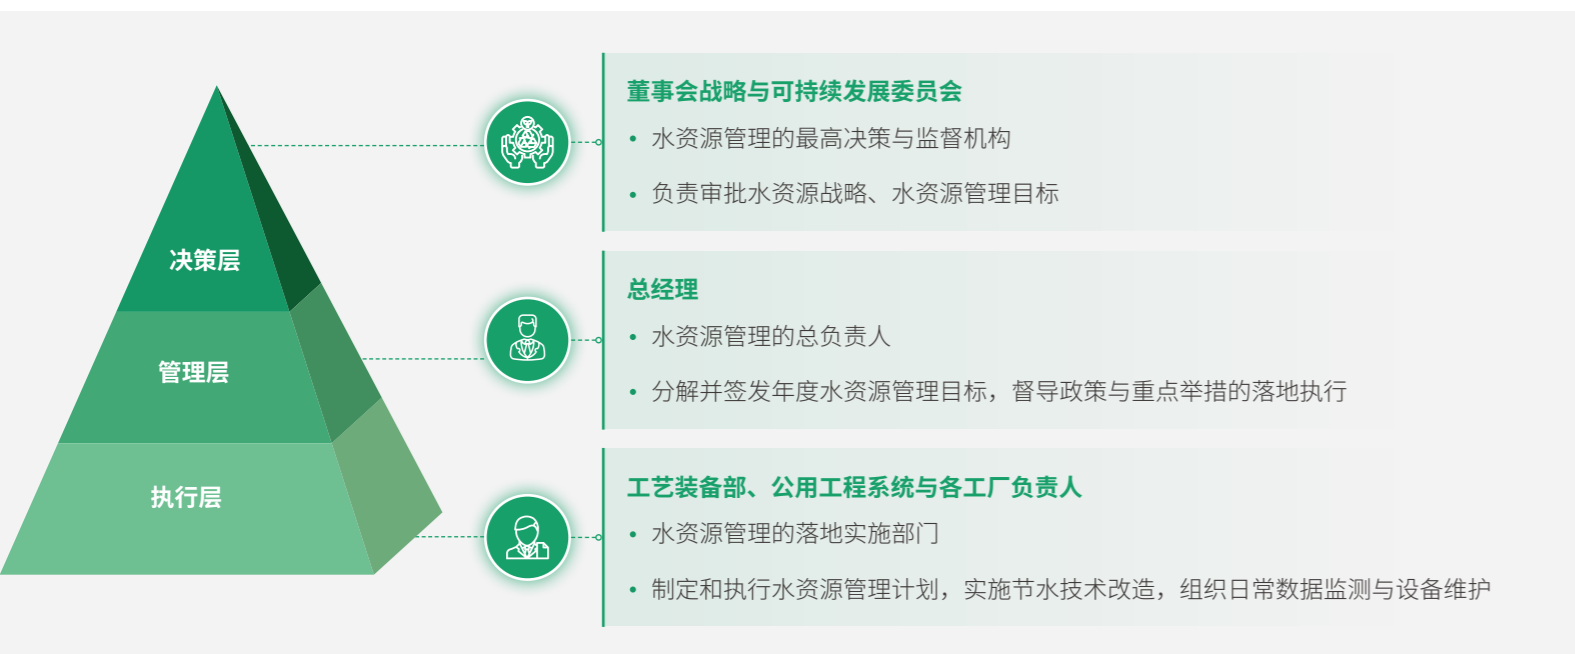 决策层
董事会战略与可持续发展委员会
• 水资源管理的最高决策与监督机构
• 负责审批水资源战略、水资源管理目标
管理层
总经理
• 水资源管理的总负责人
• 分解并签发年度水资源管理目标，督导政策与重点举措的落地执行
执行层
工艺装备部、公用工程系统与各工厂负责人
• 水资源管理的落地实施部门
• 制定和执行水资源管理计划，实施节水技术改造，组织日常数据监测与设备维护